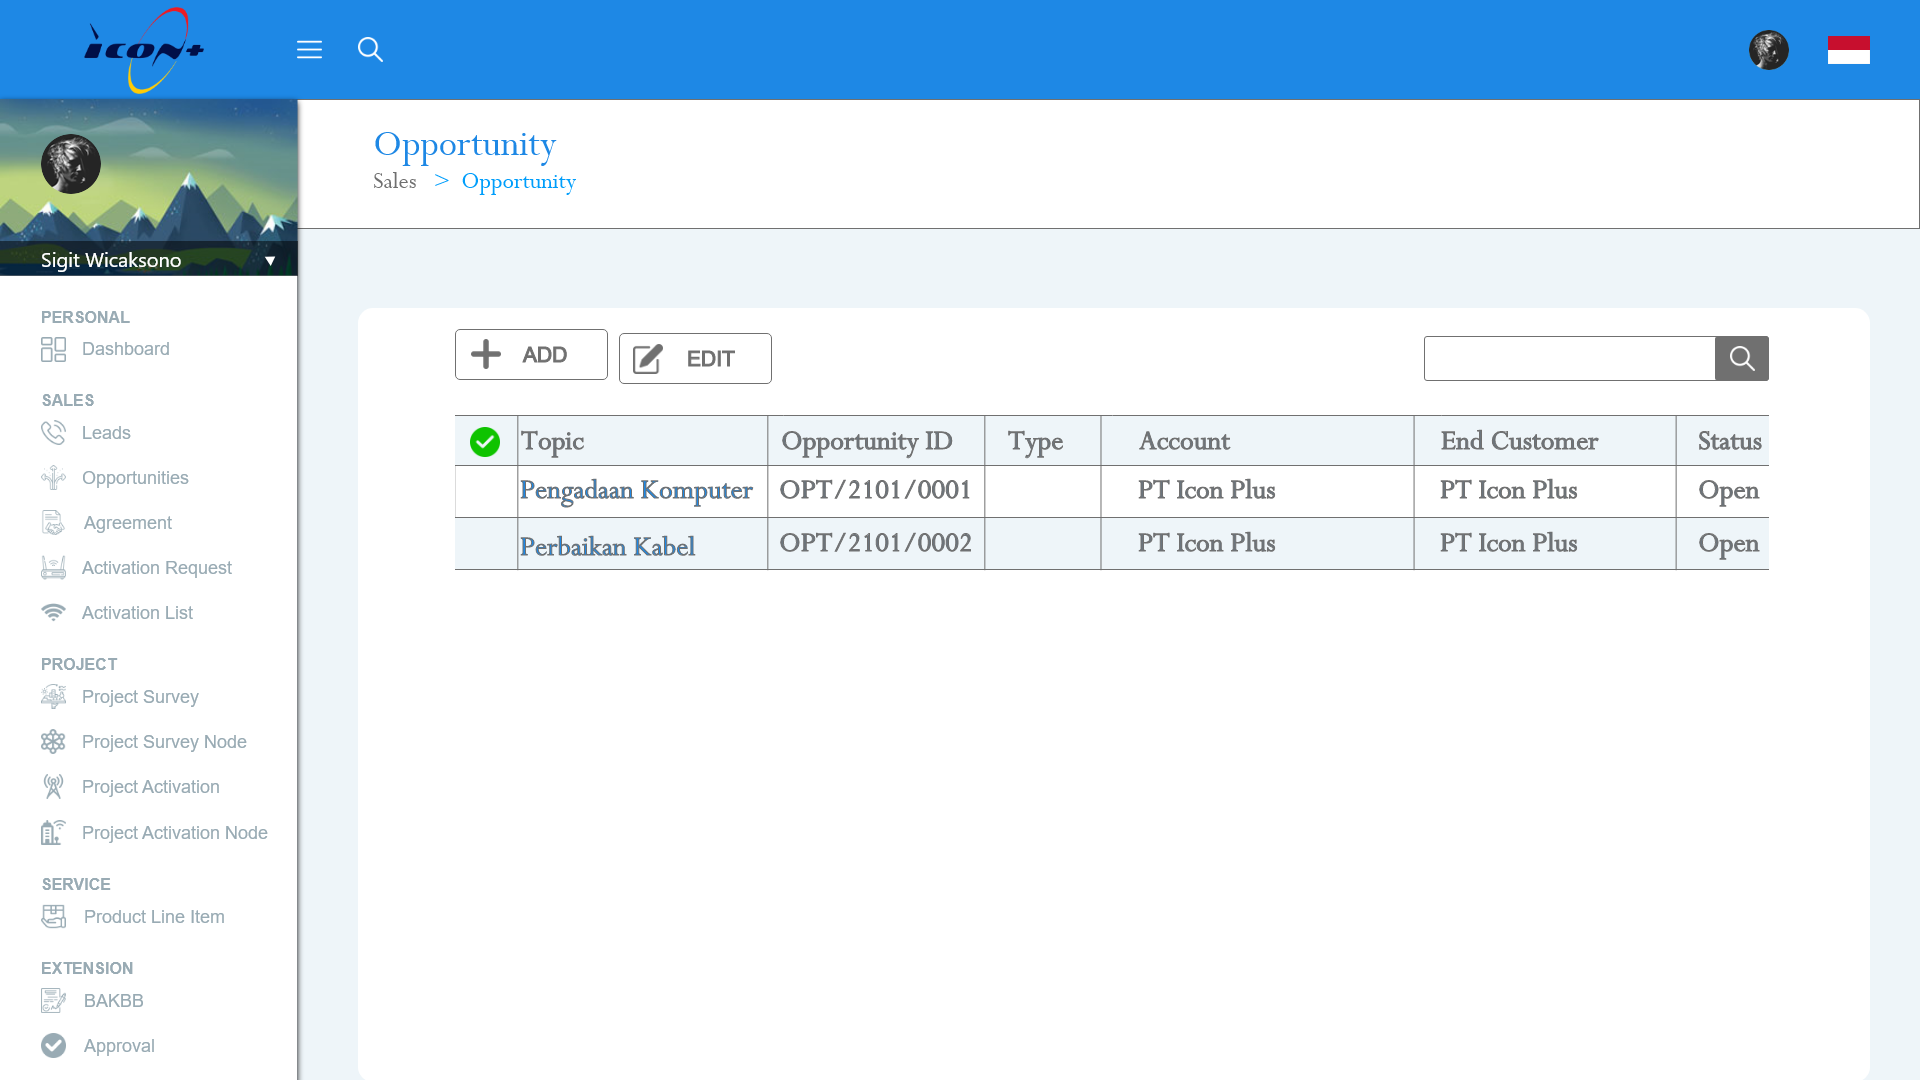 icon+
Opportunity
Sales > Opportunity
Sigit Wicaksono ▼
PERSONAL
Dashboard
SALES
Leads
Opportunities
Agreement
Activation Request
Activation List
PROJECT
Project Survey
Project Survey Node
Project Activation
Project Activation Node
SERVICE
Product Line Item
EXTENSION
BAKBB
Approval
ADD EDIT
Topic Opportunity ID Type Account End Customer Status
Pengadaan Komputer OPT/2101/0001 PT Icon Plus PT Icon Plus Open
Perbaikan Kabel OPT/2101/0002 PT Icon Plus PT Icon Plus Open